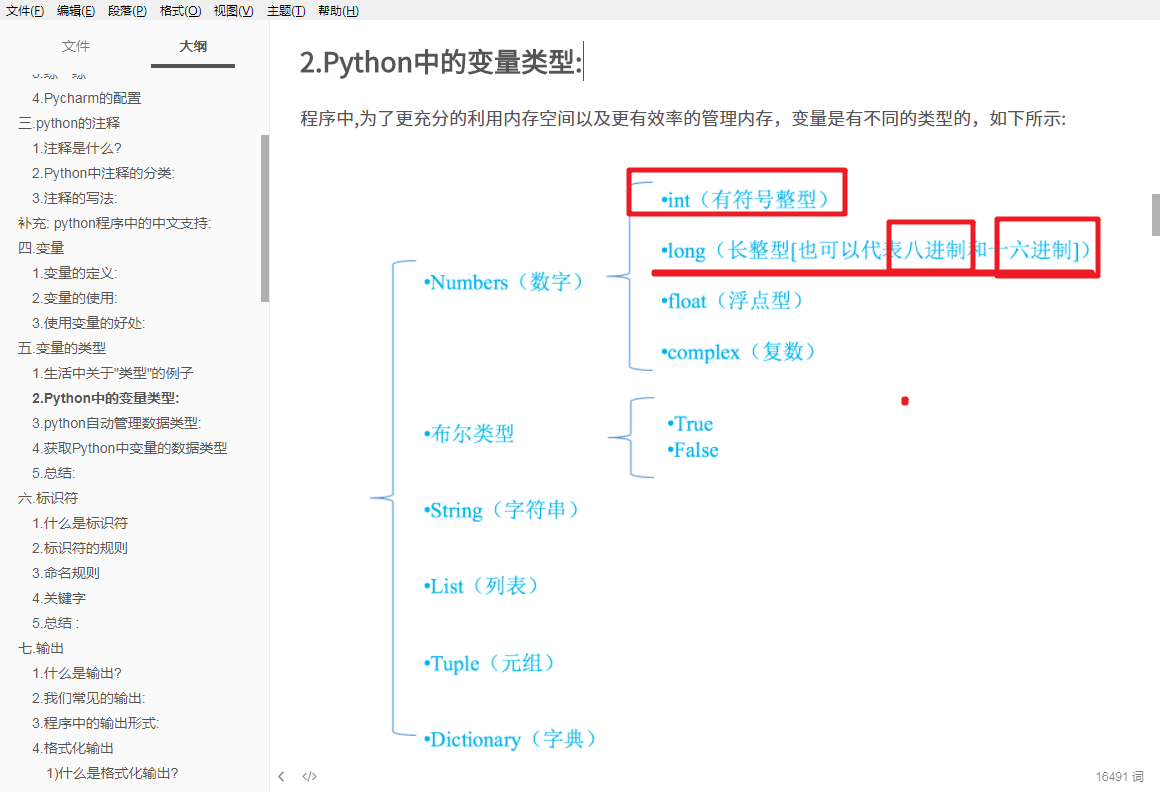 文件(F) 编辑(E) 段落(P) 格式(O) 视图(V) 主题(T) 帮助(H)
文件 大纲
4.Pycharm的配置
三.python的注释
1.注释是什么?
2.Python中注释的分类:
3.注释的写法:
补充: python程序中的中文支持:
四.变量
1.变量的定义:
2.变量的使用:
3.使用变量的好处:
五.变量的类型
1.生活中关于"类型"的例子
2.Python中的变量类型:
3.python自动管理数据类型:
4.获取Python中变量的数据类型
5.总结:
六.标识符
1.什么是标识符
2.标识符的规则
3.命名规则
4.关键字
5.总结 :
七.输出
1.什么是输出?
2.我们常见的输出:
3.程序中的输出形式:
4.格式化输出
1)什么是格式化输出?
2.Python中的变量类型:
程序中,为了更充分的利用内存空间以及更有效率的管理内存，变量是有不同的类型的，如下所示:
•Numbers（数字）
•int（有符号整型）
•long（长整型[也可以代表八进制和十六进制]）
•float（浮点型）
•complex（复数）
•布尔类型
•True
•False
•String（字符串）
•List（列表）
•Tuple（元组）
•Dictionary（字典）
</> 16491 词